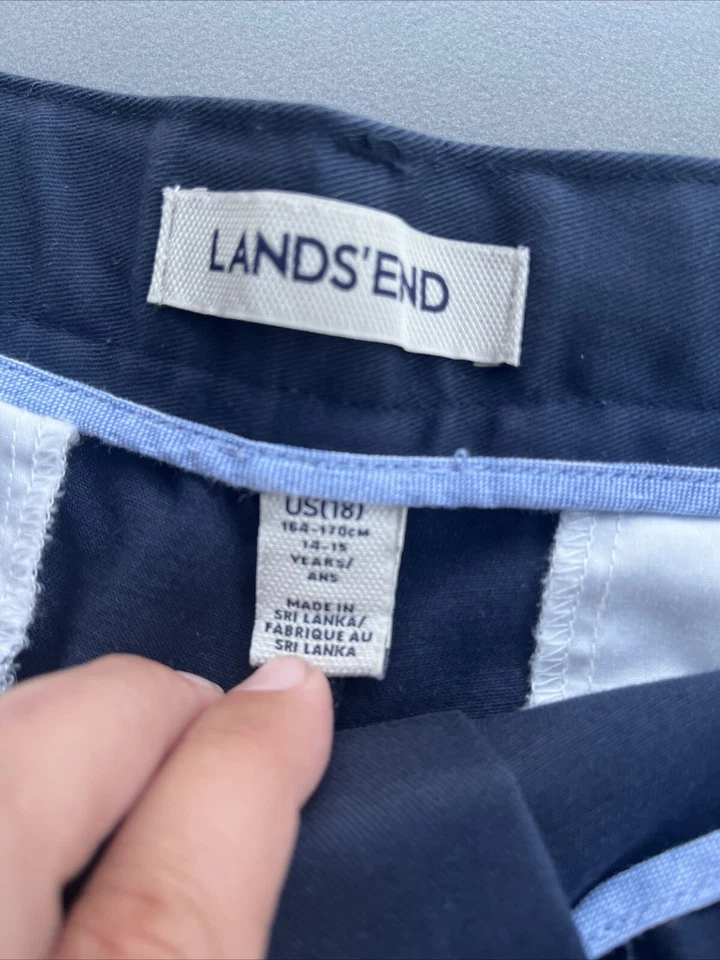 LANDS' END
US(18)
164-170cM
14-15
YEARS/
ANS
MADE IN
SRI LANKA/
FABRIQUE AU
SRI LANKA